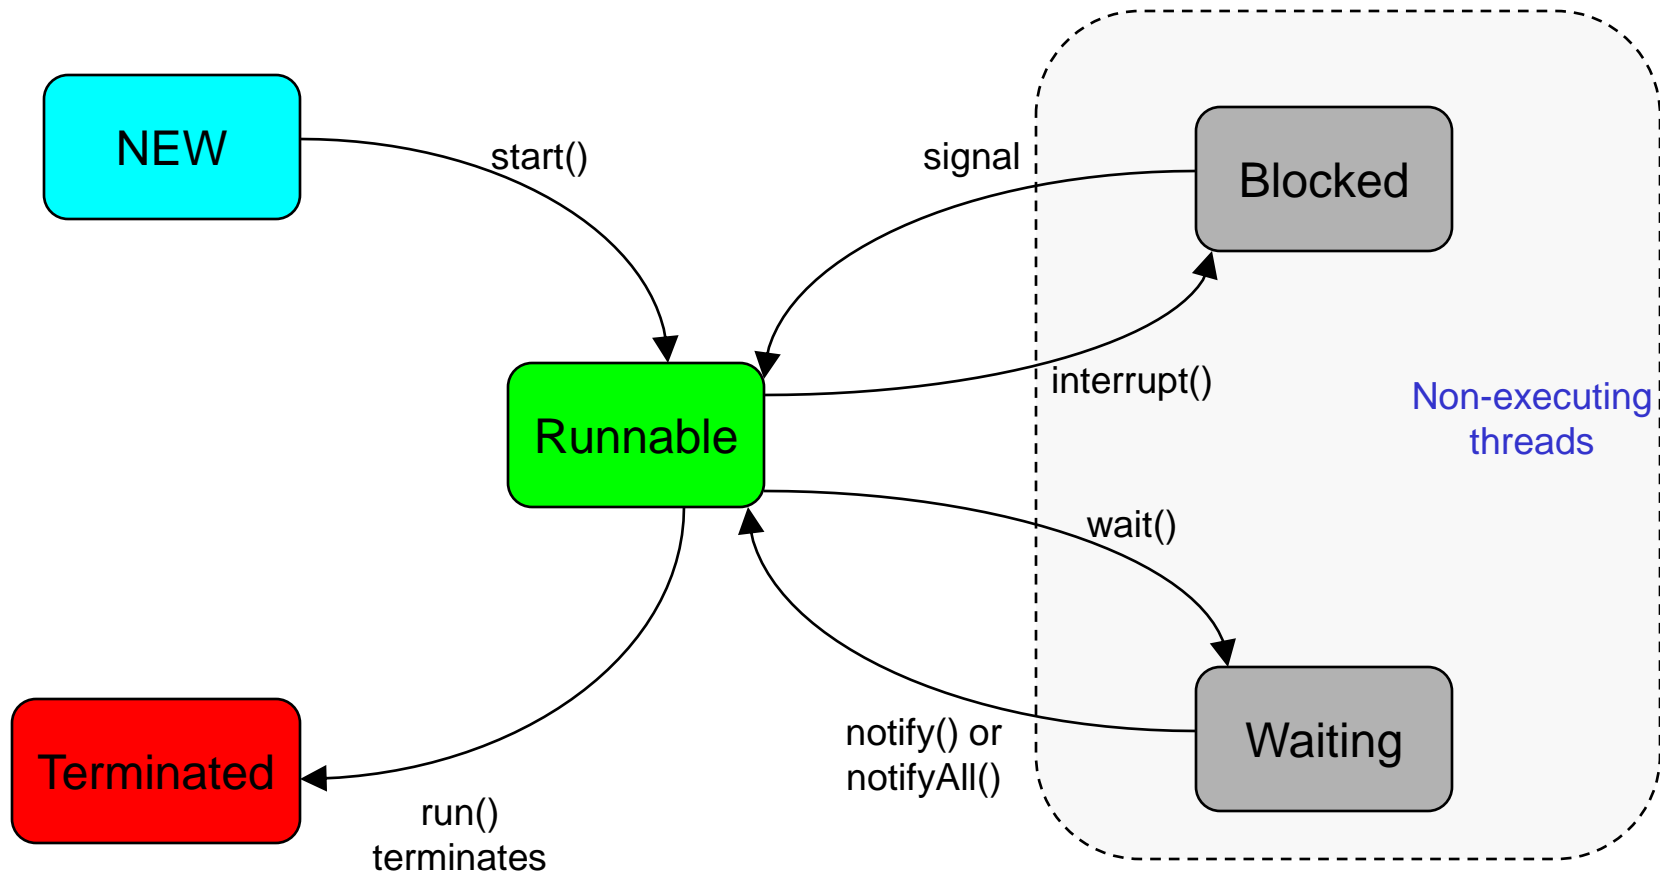 NEW
start()
signal
Blocked
interrupt()
Non-executing
threads
Runnable
wait()
notify() or
notifyAll()
Waiting
Terminated
run()
terminates